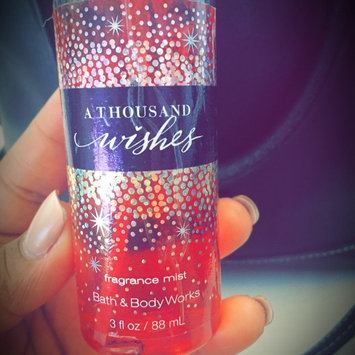 A THOUSAND
wishes
fragrance mist
Bath & Body Works
3 fl oz / 88 mL